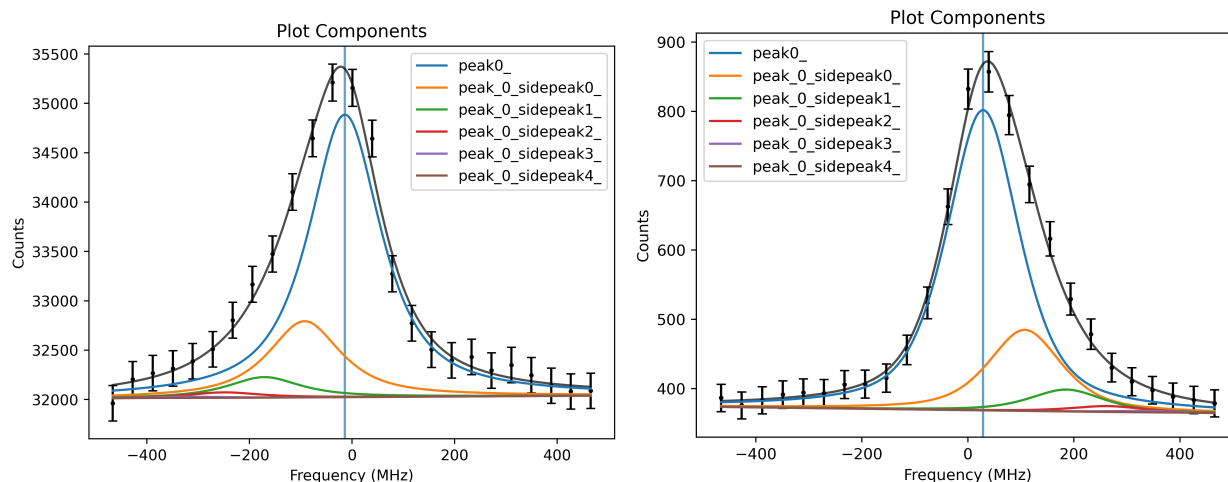 Plot Components
35500
35000
34500
34000
33500
33000
32500
32000
Counts
peak0_
peak_0_sidepeak0_
peak_0_sidepeak1_
peak_0_sidepeak2_
peak_0_sidepeak3_
peak_0_sidepeak4_
−400 −200 0 200 400
Frequency (MHz)
Plot Components
900
800
700
600
500
400
Counts
peak0_
peak_0_sidepeak0_
peak_0_sidepeak1_
peak_0_sidepeak2_
peak_0_sidepeak3_
peak_0_sidepeak4_
−400 −200 0 200 400
Frequency (MHz)